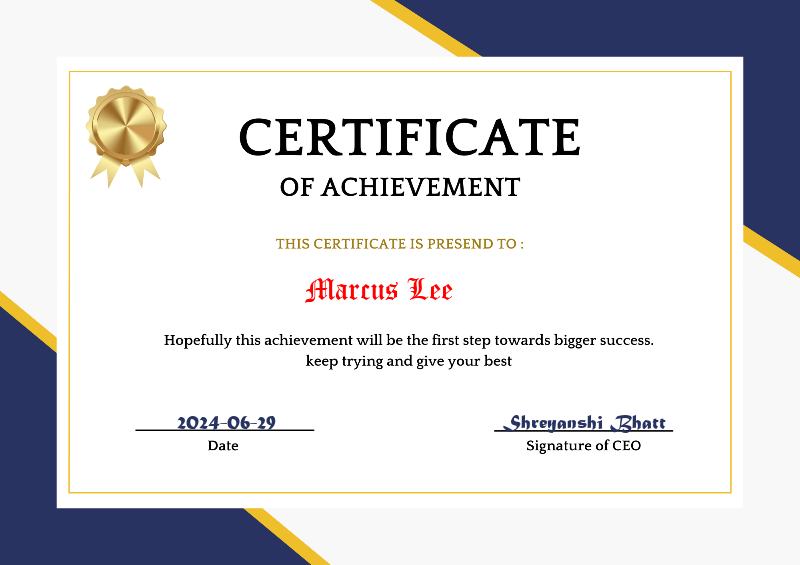 CERTIFICATE
OF ACHIEVEMENT
THIS CERTIFICATE IS PRESEND TO :
Marcus Lee
Hopefully this achievement will be the first step towards bigger success.
keep trying and give your best
2024-06-29 Shreyanshi Bhatt
Date Signature of CEO